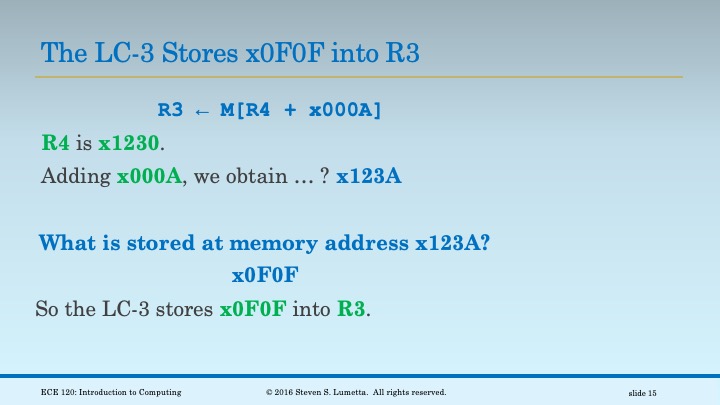 The LC-3 Stores x0F0F into R3
R3 ← M[R4 + x000A]
R4 is x1230.
Adding x000A, we obtain … ? x123A
What is stored at memory address x123A?
x0F0F
So the LC-3 stores x0F0F into R3.
ECE 120: Introduction to Computing © 2016 Steven S. Lumetta. All rights reserved. slide 15